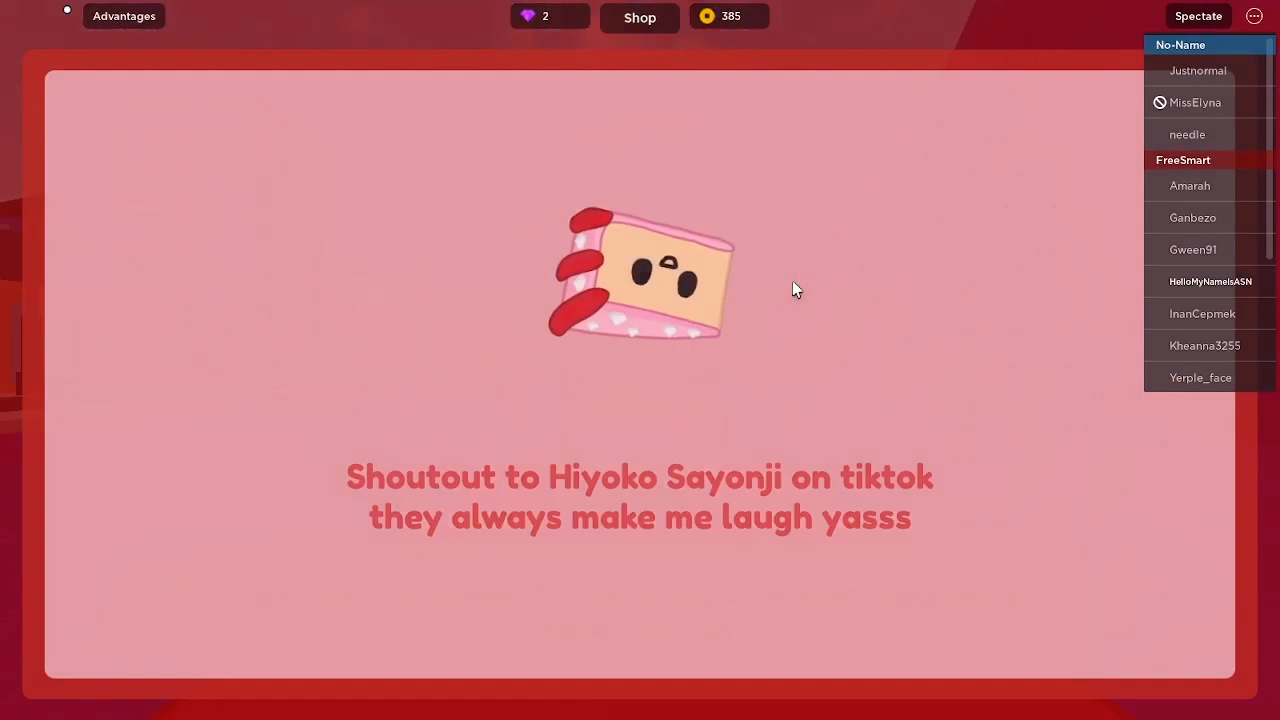 Advantages
2
Shop
385
Spectate
No-Name
Justnormal
MissElyna
needle
FreeSmart
Amarah
Ganbezo
Gween91
HelloMyNameIsASN
InanCepmek
Kheanna3255
Yerple_face
Shoutout to Hiyoko Sayonji on tiktok
they always make me laugh yasss